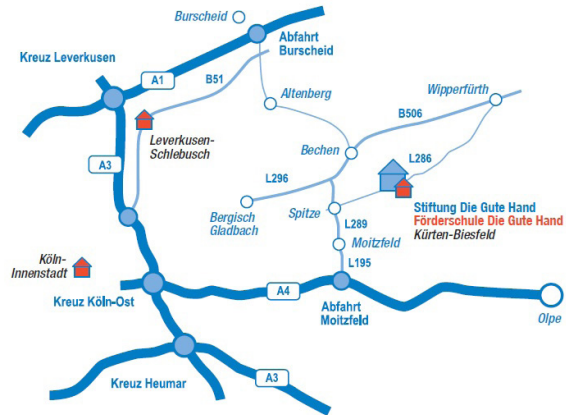 Burscheid
Abfahrt
Burscheid
Kreuz Leverkusen
A1
B51
Altenberg
Wipperfürth
B506
Leverkusen-
Schlebusch
A3
Bechen
L286
L296
Stiftung Die Gute Hand
Förderschule Die Gute Hand
Kürten-Biesfeld
Bergisch
Gladbach
Spitze
L289
Moitzfeld
L195
Köln-
Innenstadt
Kreuz Köln-Ost
A4
Abfahrt
Moitzfeld
Olpe
Kreuz Heumar
A3